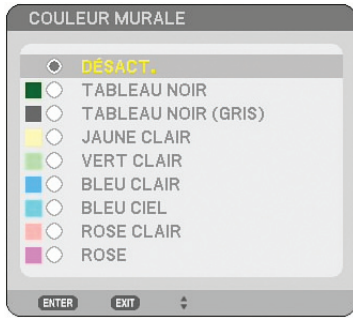 COULEUR MURALE
DÉSACT.
TABLEAU NOIR
TABLEAU NOIR (GRIS)
JAUNE CLAIR
VERT CLAIR
BLEU CLAIR
BLEU CIEL
ROSE CLAIR
ROSE
ENTER EXIT